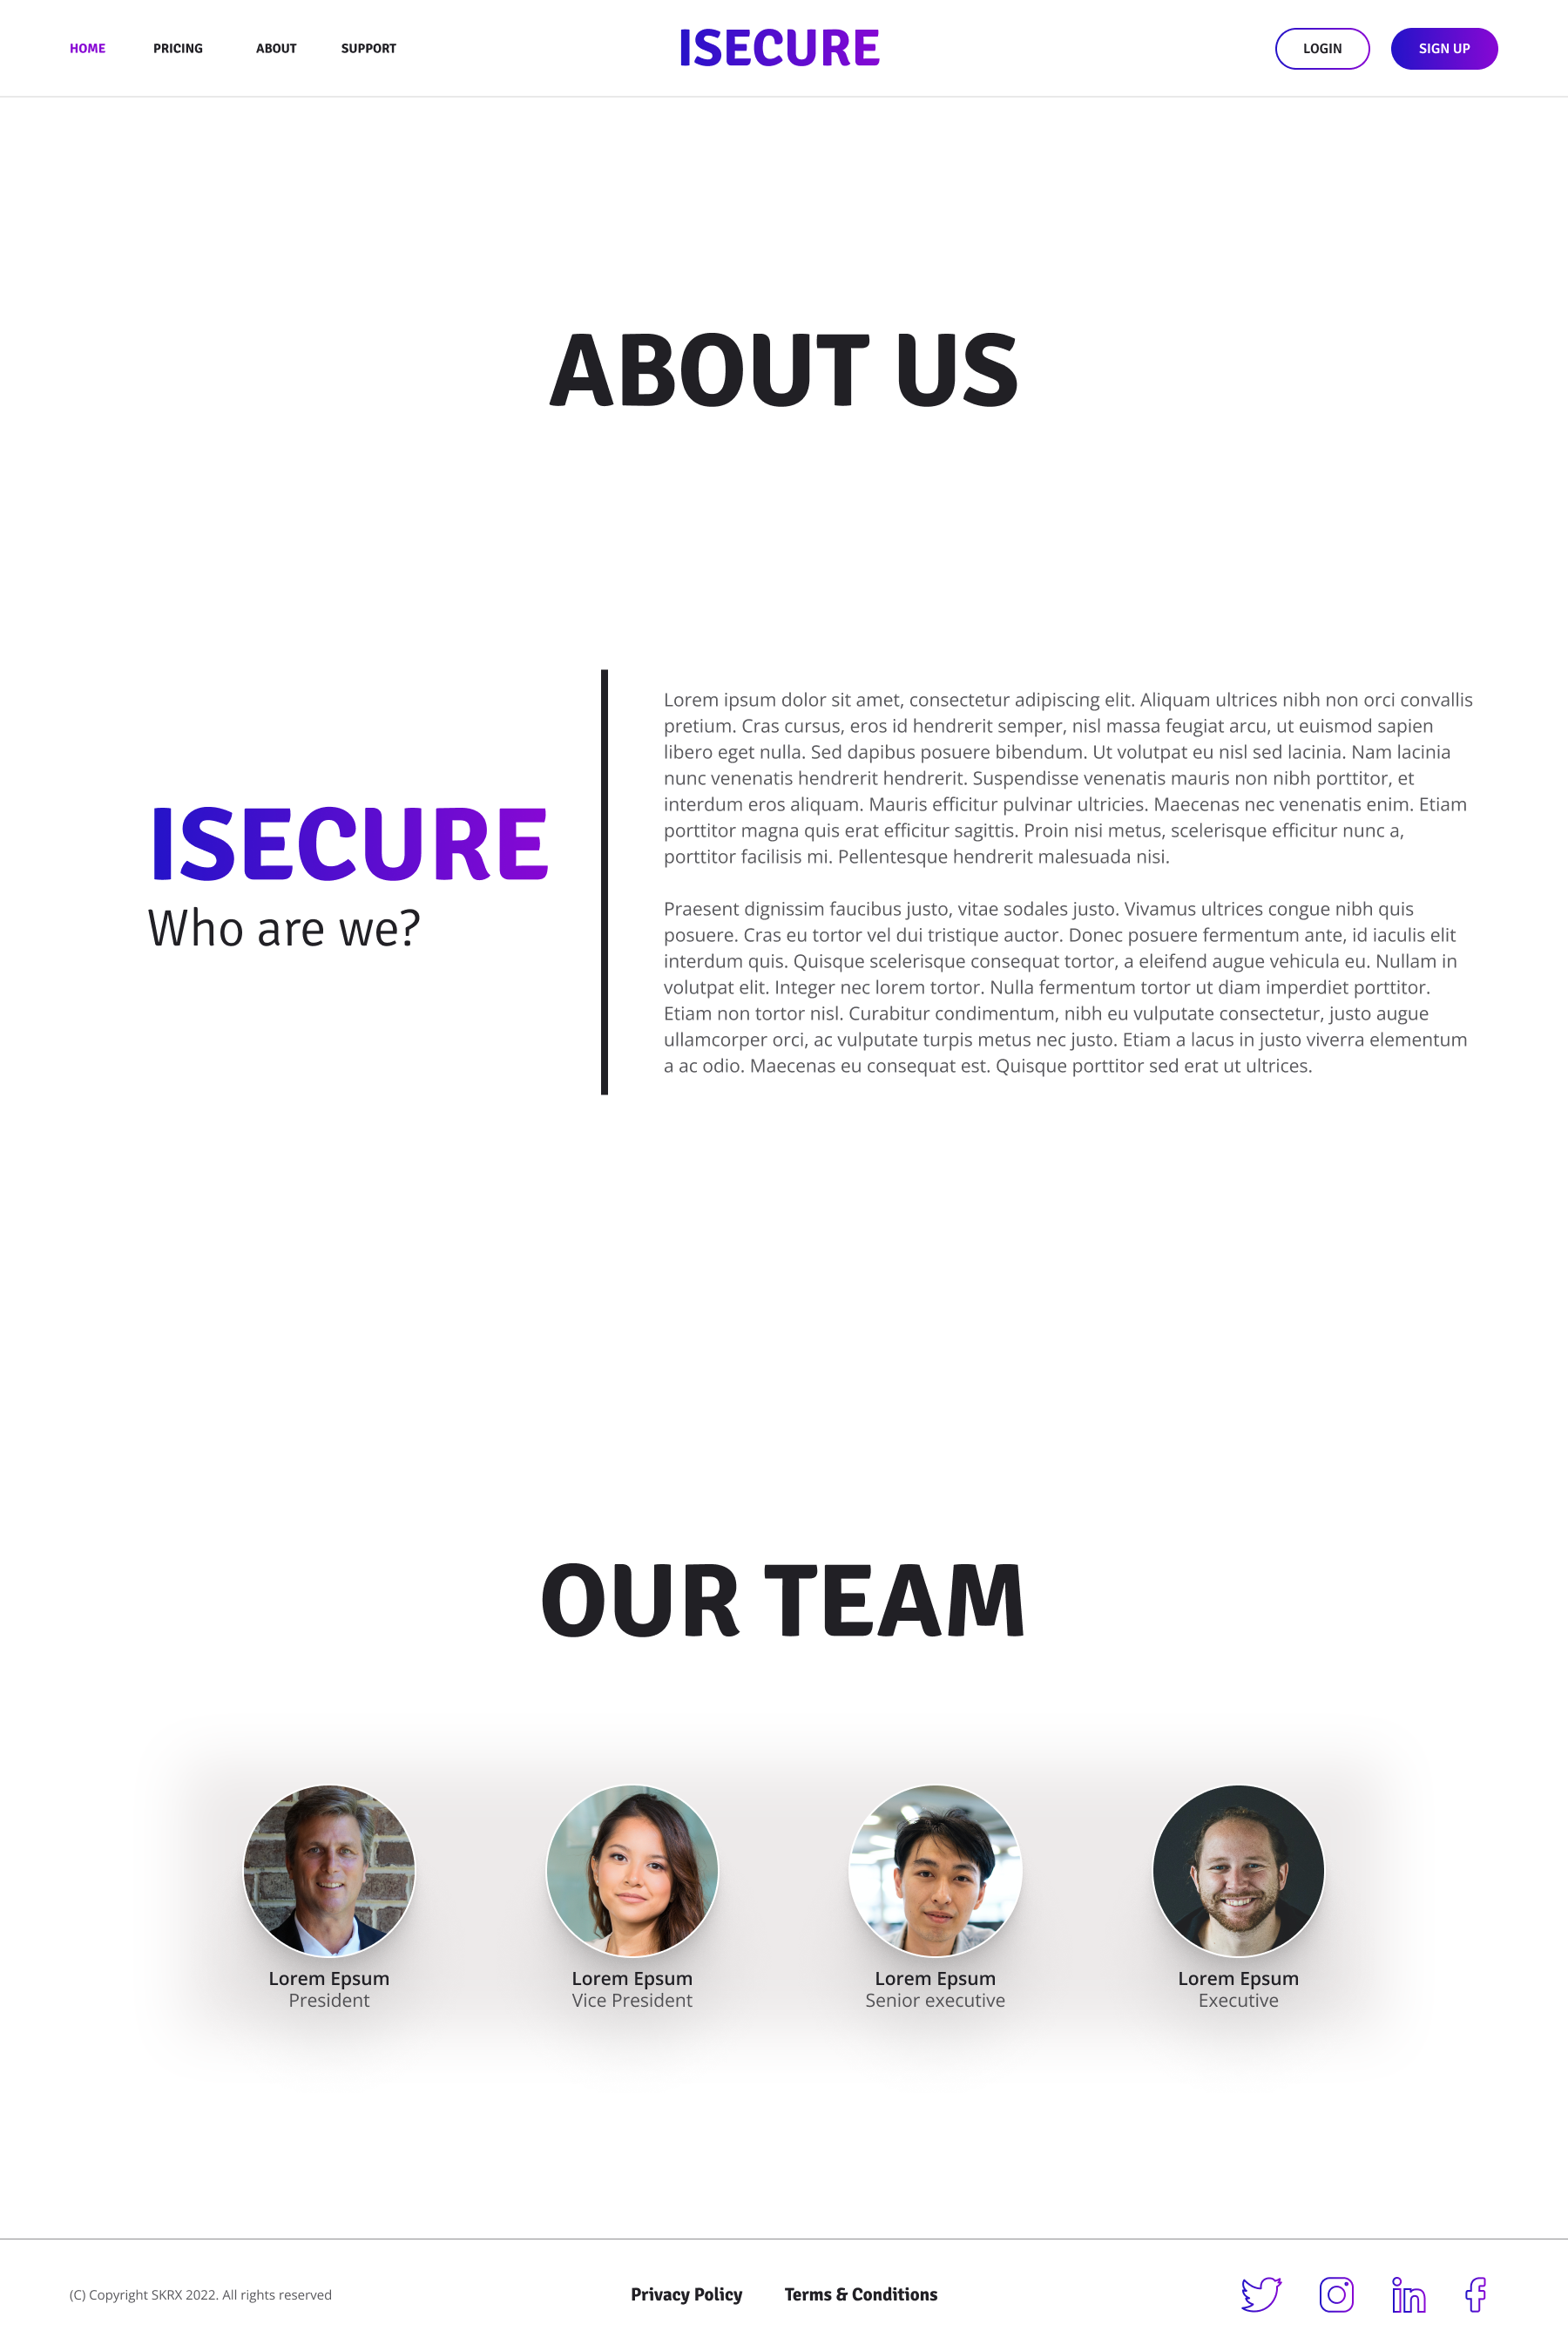 HOME PRICING ABOUT SUPPORT ISECURE LOGIN SIGN UP
ABOUT US
ISECURE
Who are we?
Lorem ipsum dolor sit amet, consectetur adipiscing elit. Aliquam ultrices nibh non orci convallis
pretium. Cras cursus, eros id hendrerit semper, nisl massa feugiat arcu, ut euismod sapien
libero eget nulla. Sed dapibus posuere bibendum. Ut volutpat eu nisl sed lacinia. Nam lacinia
nunc venenatis hendrerit hendrerit. Suspendisse venenatis mauris non nibh porttitor, et
interdum eros aliquam. Mauris efficitur pulvinar ultricies. Maecenas nec venenatis enim. Etiam
porttitor magna quis erat efficitur sagittis. Proin nisi metus, scelerisque efficitur nunc a,
porttitor facilisis mi. Pellentesque hendrerit malesuada nisi.
Praesent dignissim faucibus justo, vitae sodales justo. Vivamus ultrices congue nibh quis
posuere. Cras eu tortor vel dui tristique auctor. Donec posuere fermentum ante, id iaculis elit
interdum quis. Quisque scelerisque consequat tortor, a eleifend augue vehicula eu. Nullam in
volutpat elit. Integer nec lorem tortor. Nulla fermentum tortor ut diam imperdiet porttitor.
Etiam non tortor nisl. Curabitur condimentum, nibh eu vulputate consectetur, justo augue
ullamcorper orci, ac vulputate turpis metus nec justo. Etiam a lacus in justo viverra elementum
a ac odio. Maecenas eu consequat est. Quisque porttitor sed erat ut ultrices.
OUR TEAM
Lorem Epsum
President
Lorem Epsum
Vice President
Lorem Epsum
Senior executive
Lorem Epsum
Executive
(C) Copyright SKRX 2022. All rights reserved
Privacy Policy Terms & Conditions